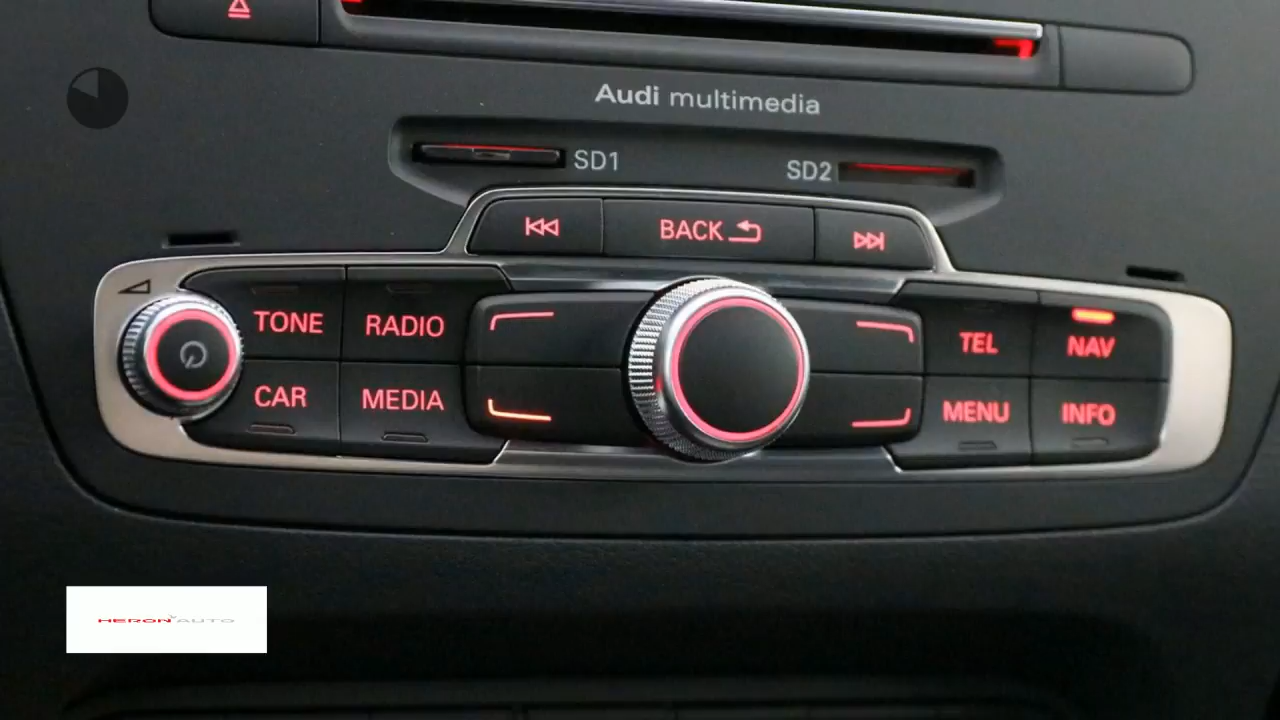 Audi multimedia
SD1
SD2
BACK
TONE
RADIO
TEL
NAV
CAR
MEDIA
MENU
INFO
HERON AUTO